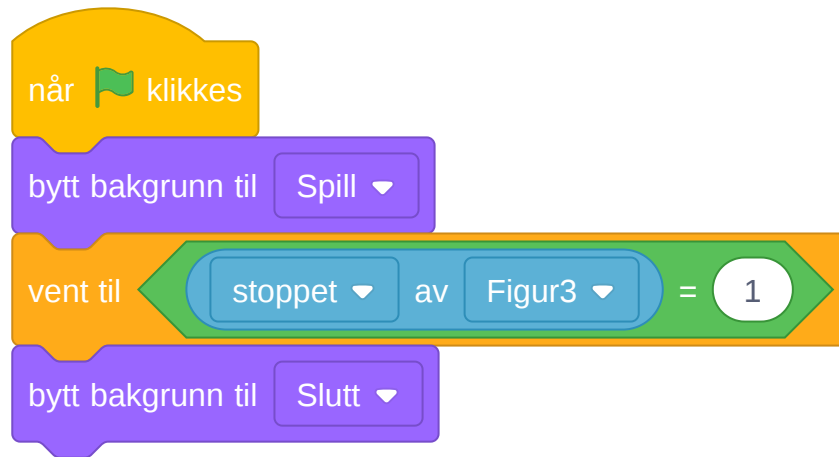 når klikkes
bytt bakgrunn til Spill
vent til stoppet av Figur3 = 1
bytt bakgrunn til Slutt